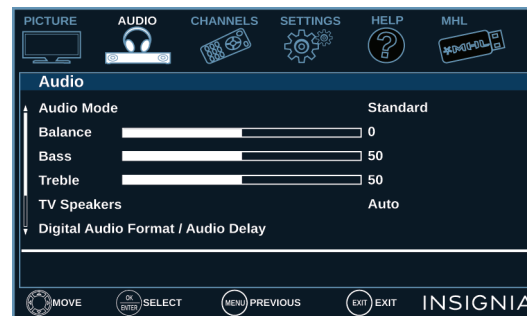 PICTURE AUDIO CHANNELS SETTINGS HELP MHL
MHL
Audio
Audio Mode Standard
Balance 0
Bass 50
Treble 50
TV Speakers Auto
Digital Audio Format / Audio Delay
MOVE OK ENTER SELECT MENU PREVIOUS EXIT EXIT INSIGNIA